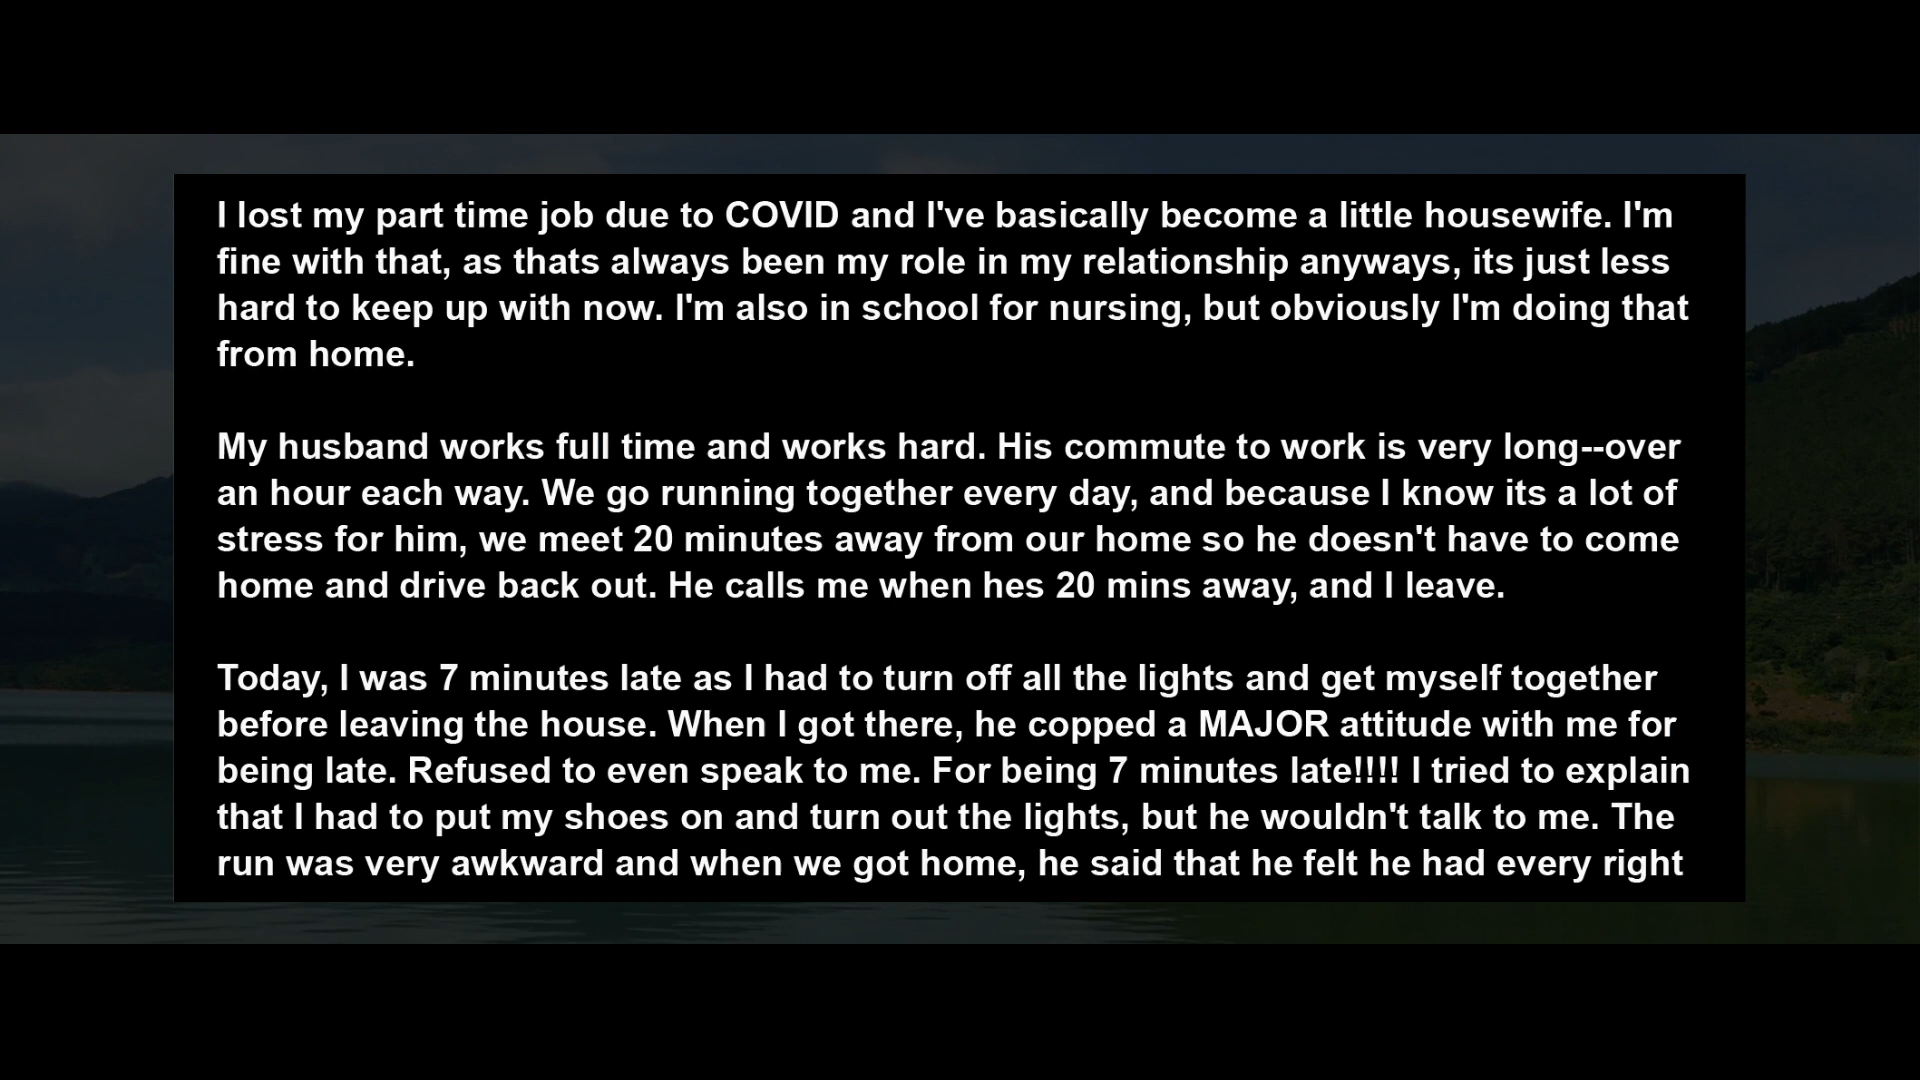 I lost my part time job due to COVID and I've basically become a little housewife. I'm
fine with that, as thats always been my role in my relationship anyways, its just less
hard to keep up with now. I'm also in school for nursing, but obviously I'm doing that
from home.
My husband works full time and works hard. His commute to work is very long--over
an hour each way. We go running together every day, and because I know its a lot of
stress for him, we meet 20 minutes away from our home so he doesn't have to come
home and drive back out. He calls me when hes 20 mins away, and I leave.
Today, I was 7 minutes late as I had to turn off all the lights and get myself together
before leaving the house. When I got there, he copped a MAJOR attitude with me for
being late. Refused to even speak to me. For being 7 minutes late!!!! I tried to explain
that I had to put my shoes on and turn out the lights, but he wouldn't talk to me. The
run was very awkward and when we got home, he said that he felt he had every right